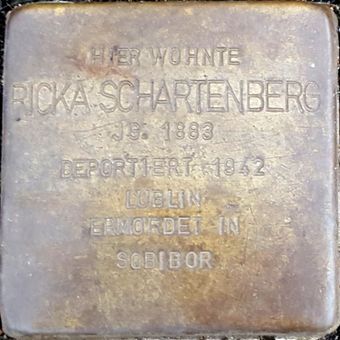 HIER WOHNTE
RICKA SCHARTENBERG
JG. 1883
DEPORTIERT 1942
LUBLIN
ERMORDET IN
SOBIBOR